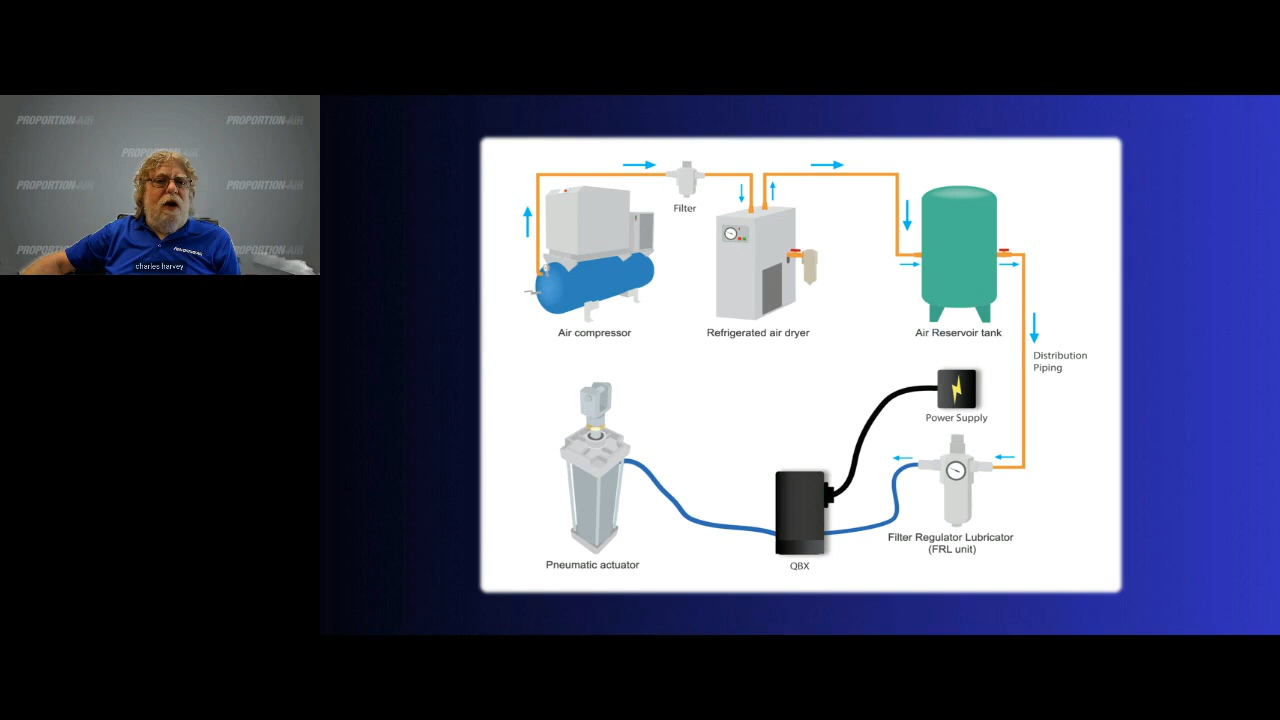 PROPORTION-AIR
PROPORTION-AIR
PROPORTION-AIR
PROPORTION-AIR
PROPORTION-AIR
PROPORTION-AIR
charles harvey
Filter
Air compressor
Refrigerated air dryer
Air Reservoir tank
Distribution
Piping
Power Supply
Filter Regulator Lubricator
(FRL unit)
Pneumatic actuator
QBX